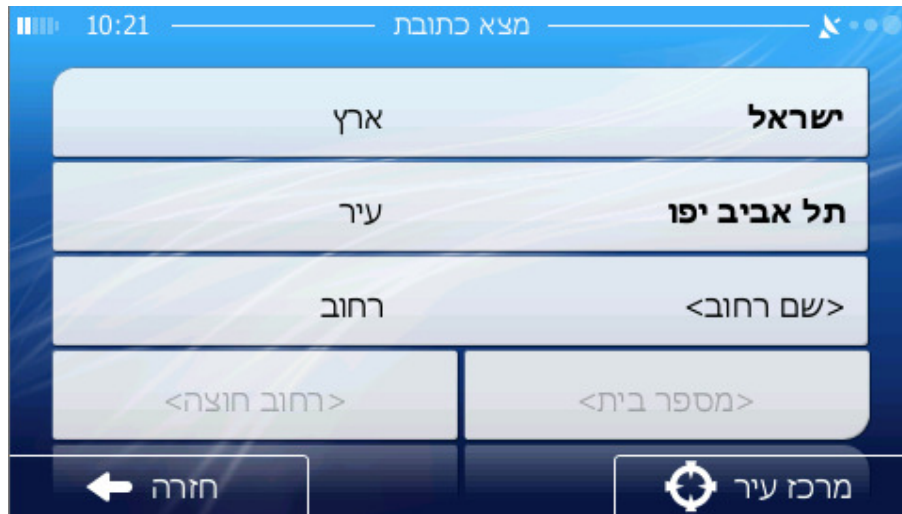 מצא כתובת 10:21
ישראל ארץ
תל אביב יפו עיר
<שם רחוב> רחוב
<מספר בית> <רחוב חוצה>
מרכז עיר חזרה